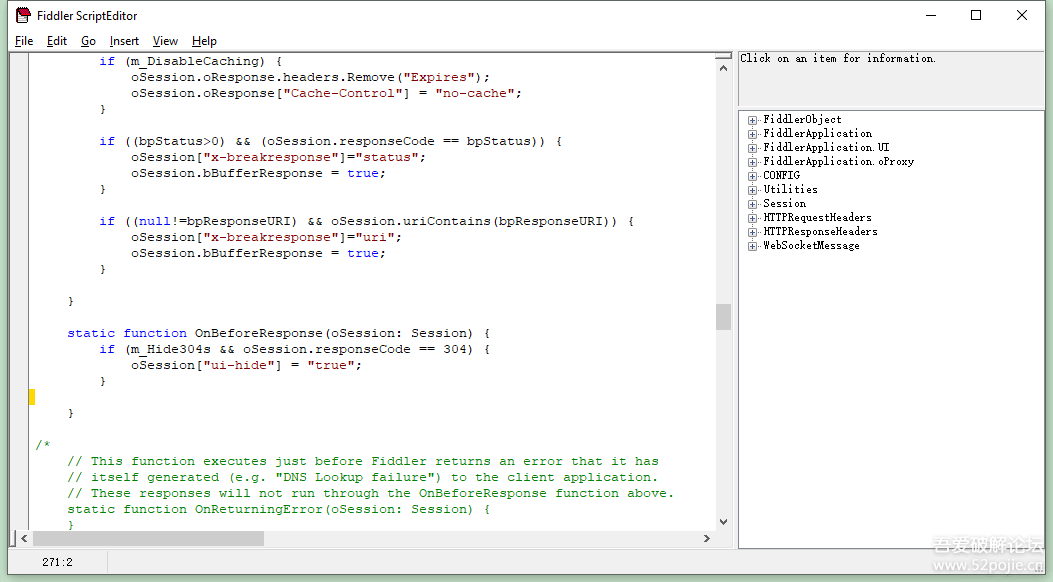 Fiddler ScriptEditor
File Edit Go Insert View Help
if (m_DisableCaching) {
oSession.oResponse.headers.Remove("Expires");
oSession.oResponse["Cache-Control"] = "no-cache";
}
if ((bpStatus>0) && (oSession.responseCode == bpStatus)) {
oSession["x-breakresponse"]="status";
oSession.bBufferResponse = true;
}
if ((null!=bpResponseURI) && oSession.uriContains(bpResponseURI)) {
oSession["x-breakresponse"]="uri";
oSession.bBufferResponse = true;
}
}
static function OnBeforeResponse(oSession: Session) {
if (m_Hide304s && oSession.responseCode == 304) {
oSession["ui-hide"] = "true";
}
}
/*
// This function executes just before Fiddler returns an error that it has
// itself generated (e.g. "DNS Lookup failure") to the client application.
// These responses will not run through the OnBeforeResponse function above.
static function OnReturningError(oSession: Session) {
}
Click on an item for information.
FiddlerObject
FiddlerApplication
FiddlerApplication.UI
FiddlerApplication.oProxy
CONFIG
Utilities
Session
HTTPRequestHeaders
HTTPResponseHeaders
WebSocketMessage
271:2
吾爱破解论坛
www.52pojie.cn